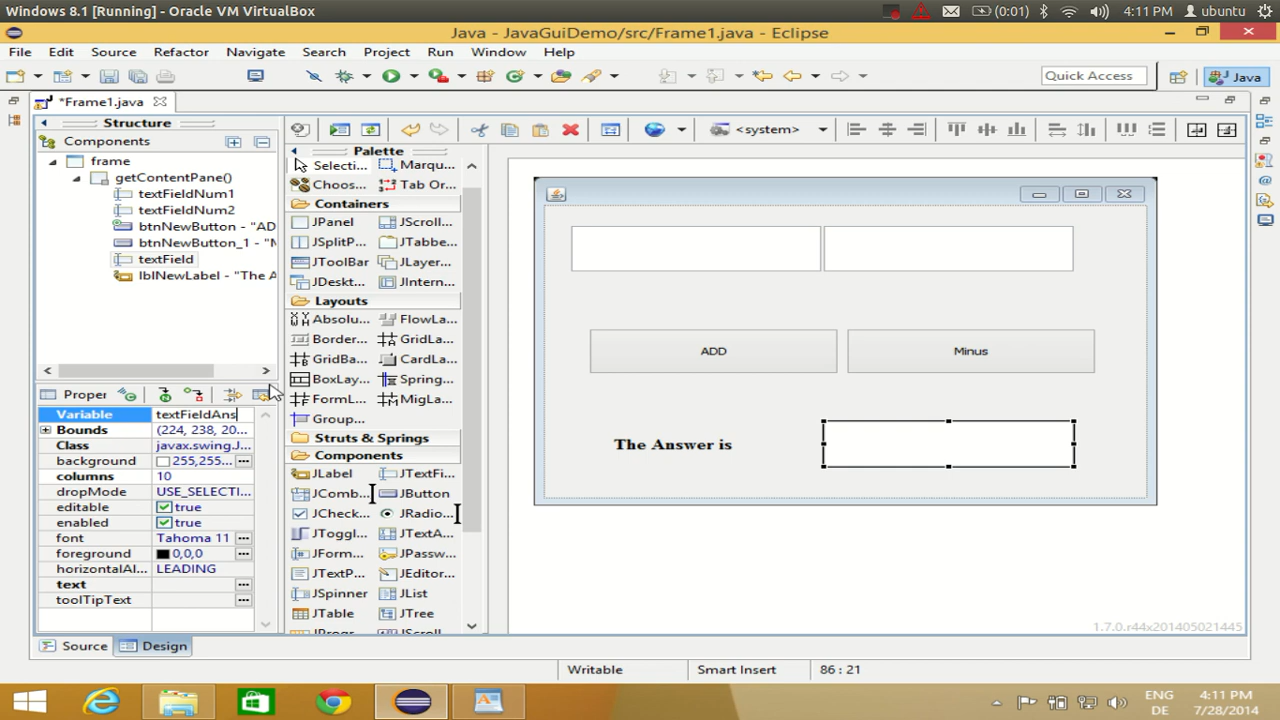 Windows 8.1 [Running] - Oracle VM VirtualBox
(0:01)
4:11 PM
ubuntu
Java - JavaGuiDemo/src/Frame1.java - Eclipse
File Edit Source Refactor Navigate Search Project Run Window Help
Quick Access
Java
*Frame1.java
Structure
Components
frame
getContentPane()
textFieldNum1
textFieldNum2
btnNewButton - "AD
btnNewButton_1 - "M
textField
lblNewLabel - "The A
Proper
Variable textFieldAns
Bounds (224, 238, 20...
Class javax.swing.J...
background 255,255...
columns 10
dropMode USE_SELECTI...
editable true
enabled true
font Tahoma 11
foreground 0,0,0
horizontalAl... LEADING
text
toolTipText
Source Design
<system>
Palette
Selecti... Marqu...
Choos... Tab Or...
Containers
JPanel JScroll...
JSplitP... JTabbe...
JToolBar JLayer...
JDeskt... JIntern...
Layouts
Absolu... FlowLa...
Border... GridLa...
GridBa... CardLa...
BoxLay... Spring...
FormL... MigLa...
Group...
Struts & Springs
Components
JLabel JTextFi...
JComb... JButton
JCheck... JRadio...
JToggl... JTextA...
JForm... JPassw...
JTextP... JEditor...
JSpinner JList
JTable JTree
JProgr... JScroll...
ADD Minus
The Answer is
1.7.0.r44x201405021445
Writable Smart Insert 86 : 21
ENG
DE
4:11 PM
7/28/2014